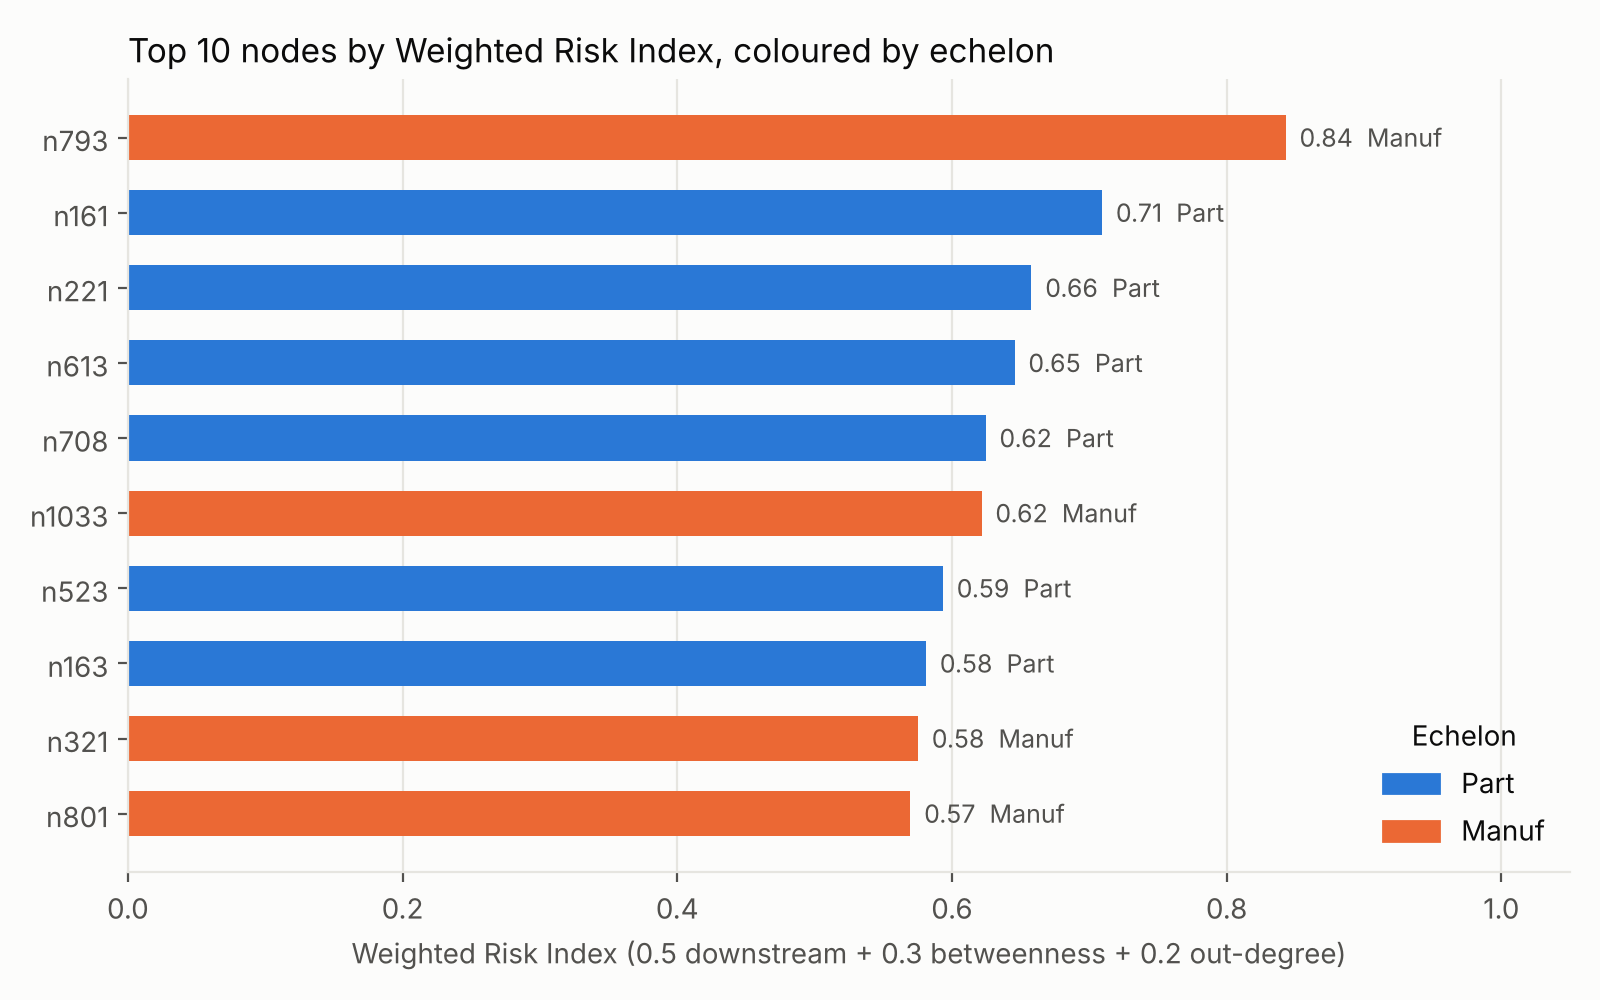 Top 10 nodes by Weighted Risk Index, coloured by echelon
n793 0.84 Manuf
n161 0.71 Part
n221 0.66 Part
n613 0.65 Part
n708 0.62 Part
n1033 0.62 Manuf
n523 0.59 Part
n163 0.58 Part
n321 0.58 Manuf
n801 0.57 Manuf
Echelon
Part
Manuf
0.0 0.2 0.4 0.6 0.8 1.0
Weighted Risk Index (0.5 downstream + 0.3 betweenness + 0.2 out-degree)